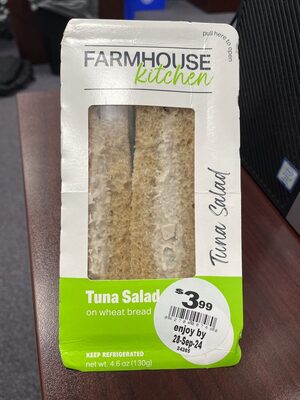 pull here to open
FARMHOUSE
kitchen
Tuna Salad
Tuna Salad
on wheat bread
$3.99
enjoy by
28-Sep-24
24265
KEEP REFRIGERATED
net wt. 4.6 oz (130g)